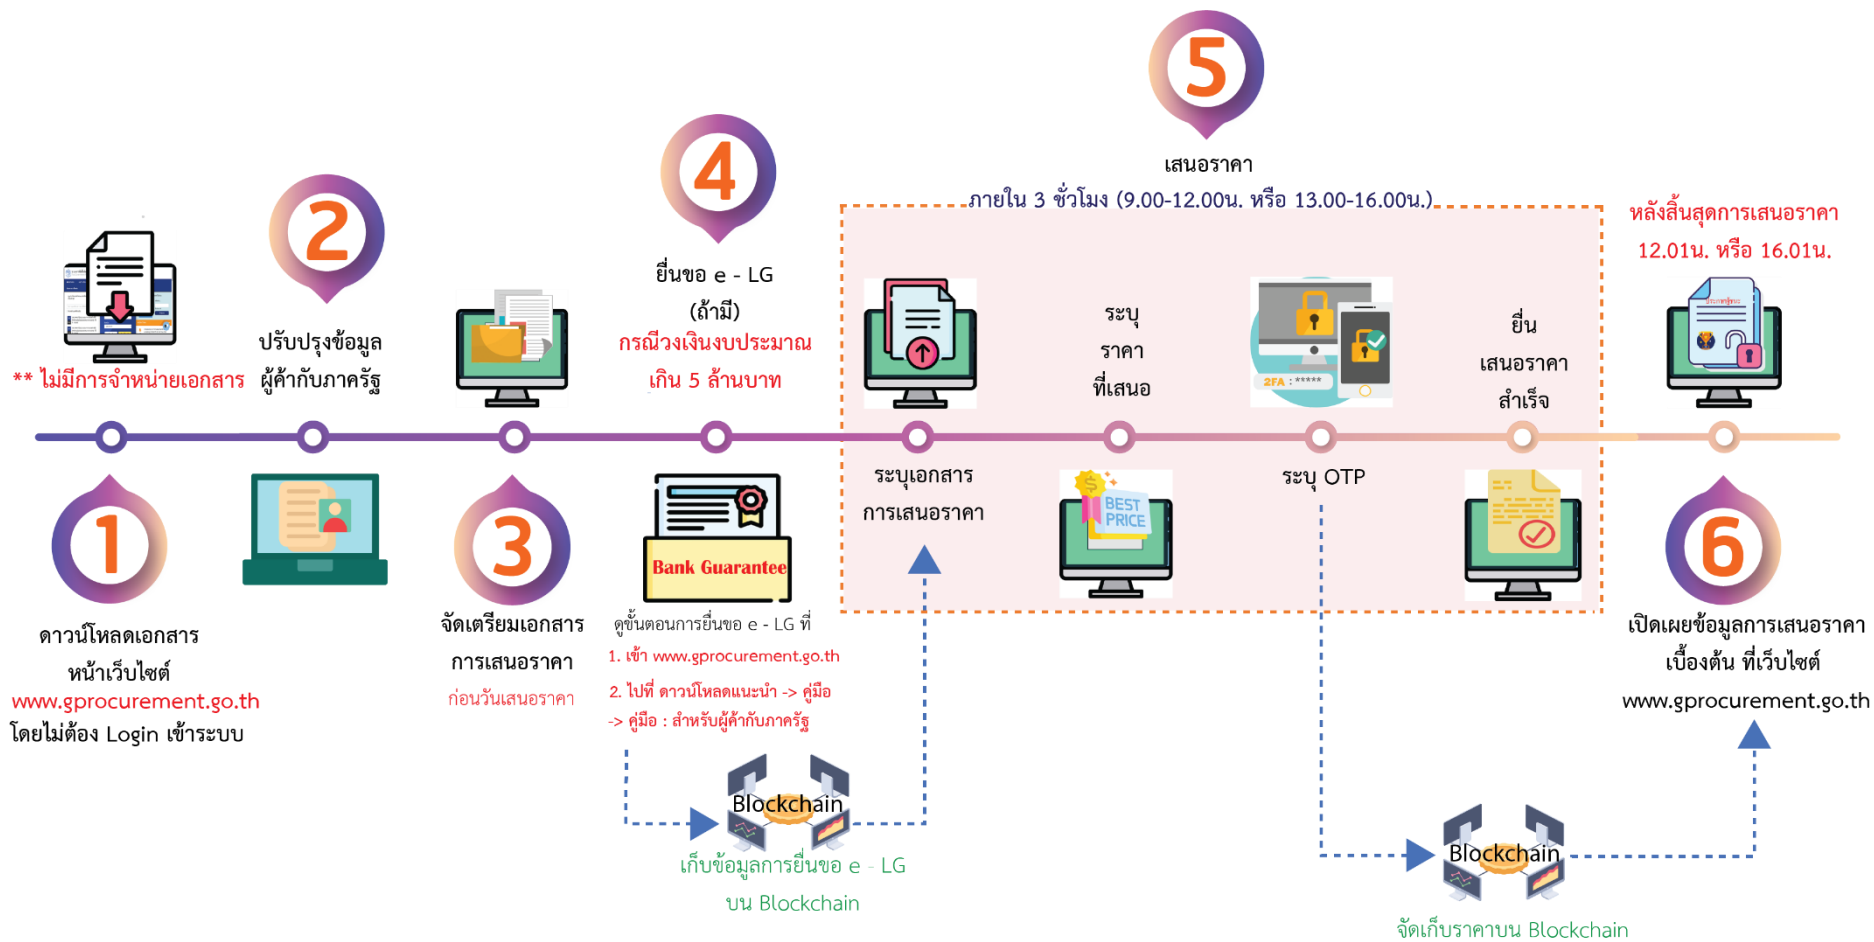 1
** ไม่มีการจำหน่ายเอกสาร
ดาวน์โหลดเอกสาร
หน้าเว็บไซต์
www.gprocurement.go.th
โดยไม่ต้อง Login เข้าระบบ
2
ปรับปรุงข้อมูล
ผู้ค้ากับภาครัฐ
3
จัดเตรียมเอกสาร
การเสนอราคา
ก่อนวันเสนอราคา
4
ยื่นขอ e - LG
(ถ้ามี)
กรณีวงเงินงบประมาณ
เกิน 5 ล้านบาท
Bank Guarantee
ดูขั้นตอนการยื่นขอ e - LG ที่
1. เข้า www.gprocurement.go.th
2. ไปที่ ดาวน์โหลดแนะนำ -> คู่มือ
-> คู่มือ : สำหรับผู้ค้ากับภาครัฐ
Blockchain
เก็บข้อมูลการยื่นขอ e - LG
บน Blockchain
5
เสนอราคา
ภายใน 3 ชั่วโมง (9.00-12.00น. หรือ 13.00-16.00น.)
ระบุเอกสาร
การเสนอราคา
ระบุ
ราคา
ที่เสนอ
$
BEST
PRICE
2FA : *****
ระบุ OTP
ยื่น
เสนอราคา
สำเร็จ
Blockchain
จัดเก็บราคาบน Blockchain
หลังสิ้นสุดการเสนอราคา
12.01น. หรือ 16.01น.
6
เปิดเผยข้อมูลการเสนอราคา
เบื้องต้น ที่เว็บไซต์
www.gprocurement.go.th